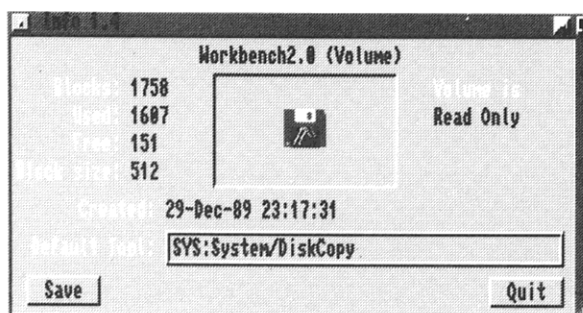 Info 1.4
Workbench2.0 (Volume)
Blocks: 1758
Used: 1607
Free: 151
Block size: 512
Volume is
Read Only
Created: 29-Dec-89 23:17:31
Default Tool: SYS:System/DiskCopy
Save
Quit